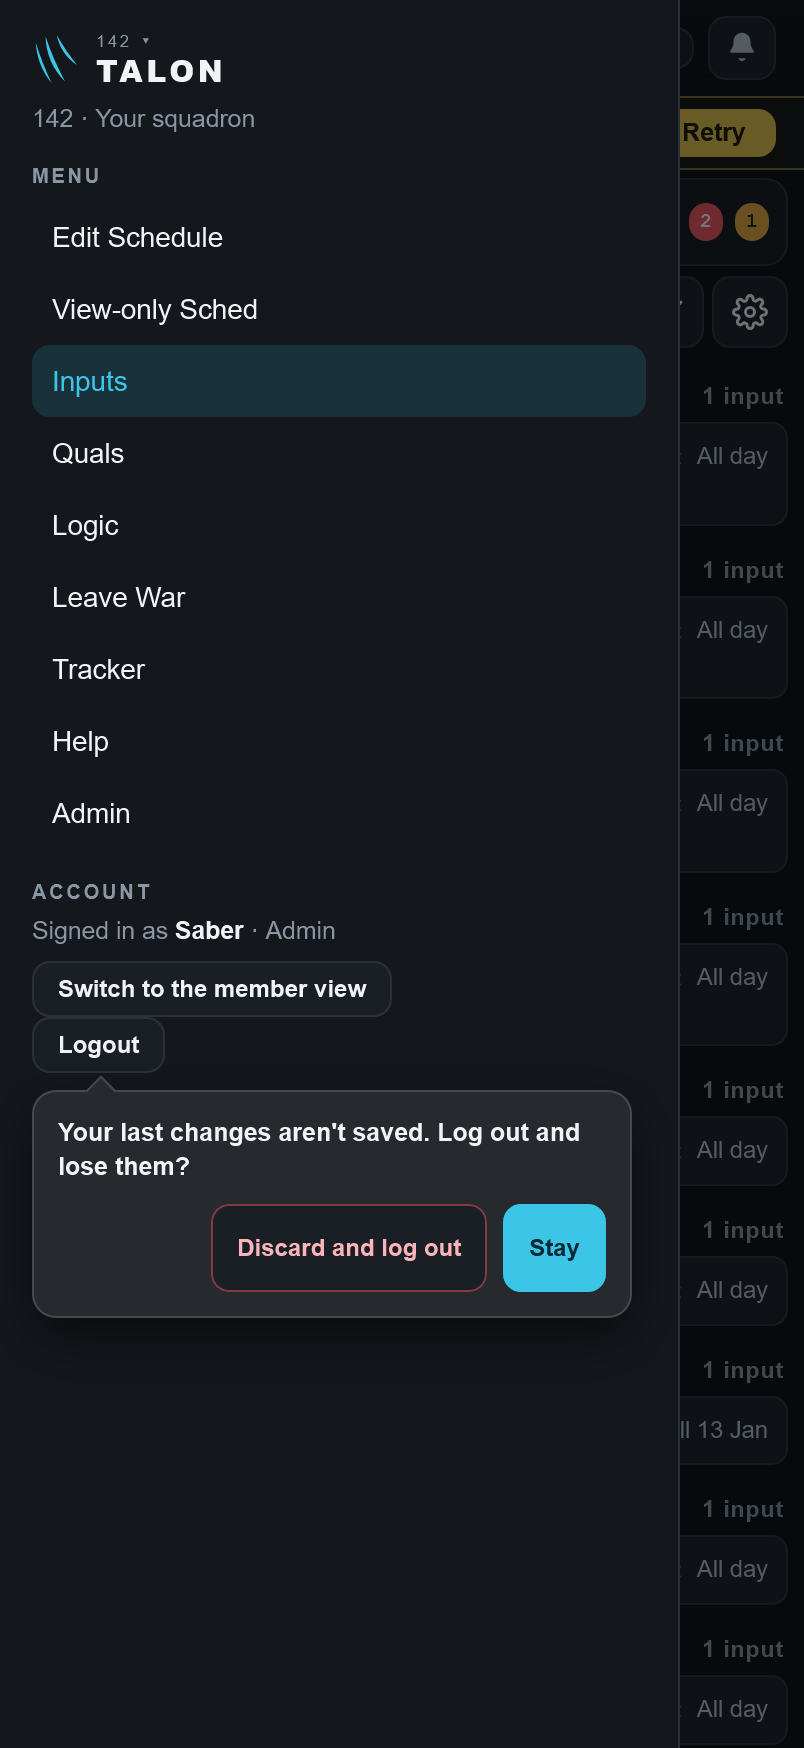 142 ▾
TALON
142 · Your squadron
MENU
Edit Schedule
View-only Sched
Inputs
Quals
Logic
Leave War
Tracker
Help
Admin
ACCOUNT
Signed in as Saber · Admin
Switch to the member view
Logout
Your last changes aren't saved. Log out and
lose them?
Discard and log out
Stay
Retry
2
1
1 input
All day
1 input
All day
1 input
All day
1 input
All day
1 input
All day
1 input
All day
1 input
13 Jan
1 input
All day
1 input
All day